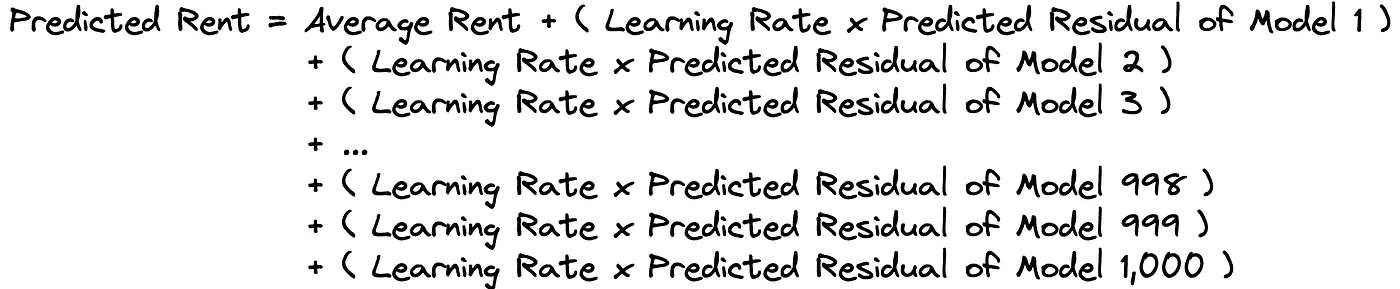 Predicted Rent = Average Rent + ( Learning Rate x Predicted Residual of Model 1 )
+ ( Learning Rate x Predicted Residual of Model 2 )
+ ( Learning Rate x Predicted Residual of Model 3 )
+ ...
+ ( Learning Rate x Predicted Residual of Model 998 )
+ ( Learning Rate x Predicted Residual of Model 999 )
+ ( Learning Rate x Predicted Residual of Model 1,000 )